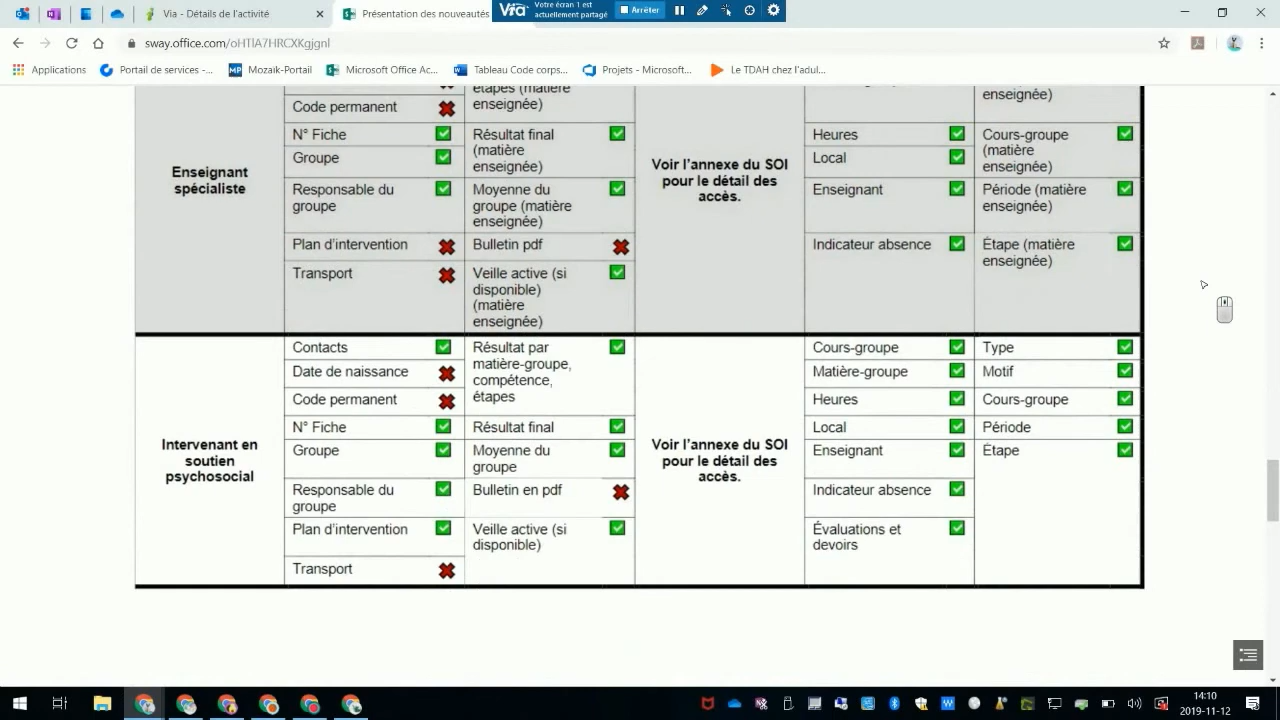 Via - Détails de l'activité
Présentation des nouveautés
Via
Votre écran 1 est
actuellement partagé
Arrêter
sway.office.com/oHTlA7HRCXKgjgnl
Applications
Portail de services -...
Mozaik-Portail
Microsoft Office Ac...
Tableau Code corps...
Projets - Microsoft...
Le TDAH chez l'adul...
étapes (matière
enseignée)
enseignée)
Code permanent
N° Fiche
Résultat final
(matière
enseignée)
Groupe
Responsable du
groupe
Moyenne du
groupe (matière
enseignée)
Plan d'intervention
Bulletin pdf
Transport
Veille active (si
disponible)
(matière
enseignée)
Enseignant
spécialiste
Voir l'annexe du SOI
pour le détail des
accès.
Heures
Local
Enseignant
Indicateur absence
Cours-groupe
(matière
enseignée)
Période (matière
enseignée)
Étape (matière
enseignée)
Intervenant en
soutien
psychosocial
Contacts
Date de naissance
Code permanent
N° Fiche
Groupe
Responsable du
groupe
Plan d'intervention
Transport
Résultat par
matière-groupe,
compétence,
étapes
Résultat final
Moyenne du
groupe
Bulletin en pdf
Veille active (si
disponible)
Voir l'annexe du SOI
pour le détail des
accès.
Cours-groupe
Matière-groupe
Heures
Local
Enseignant
Indicateur absence
Évaluations et
devoirs
Type
Motif
Cours-groupe
Période
Étape
14:10
2019-11-12